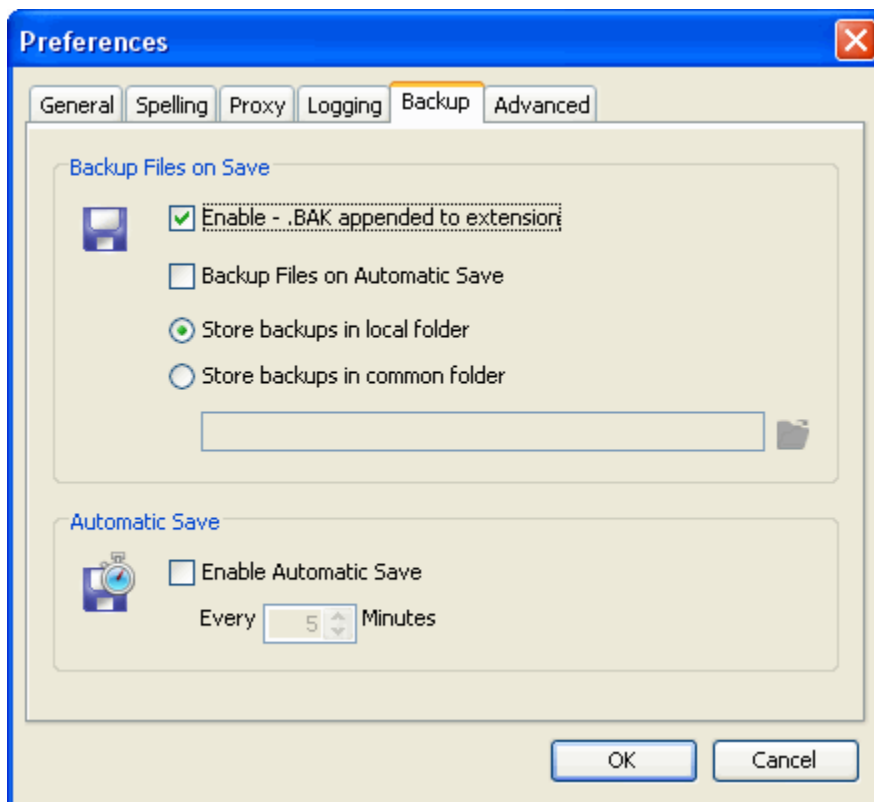 Preferences
General Spelling Proxy Logging Backup Advanced
Backup Files on Save
Enable - .BAK appended to extension
Backup Files on Automatic Save
Store backups in local folder
Store backups in common folder
Automatic Save
Enable Automatic Save
Every 5 Minutes
OK Cancel